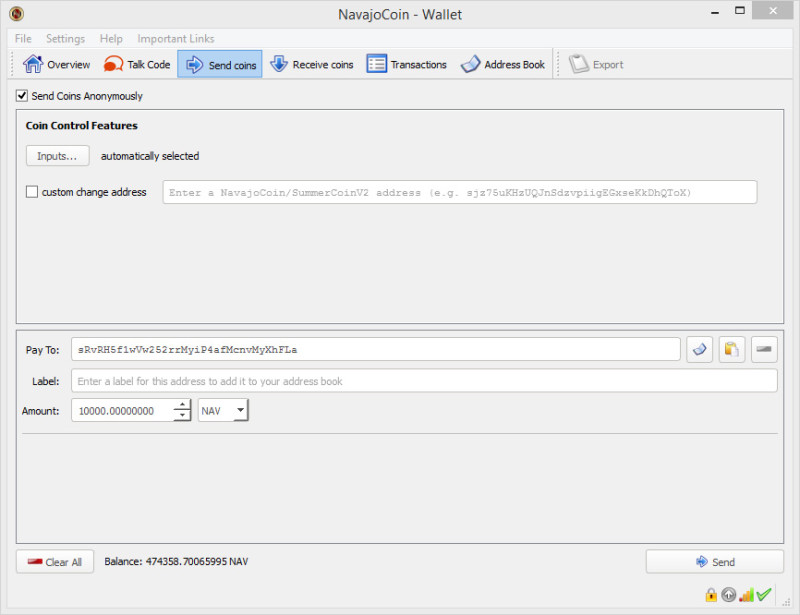 NavajoCoin - Wallet
File Settings Help Important Links
Overview Talk Code Send coins Receive coins Transactions Address Book Export
Send Coins Anonymously
Coin Control Features
Inputs... automatically selected
custom change address Enter a NavajoCoin/SummerCoinV2 address (e.g. sjz75uKHzUQJnSdzvpiigEGxseKkDhQToX)
Pay To: sRvRH5f1wVw252rrMyiP4afMcnvMyXhFLa
Label: Enter a label for this address to add it to your address book
Amount: 10000.00000000 NAV
Clear All Balance: 474358.70065995 NAV Send